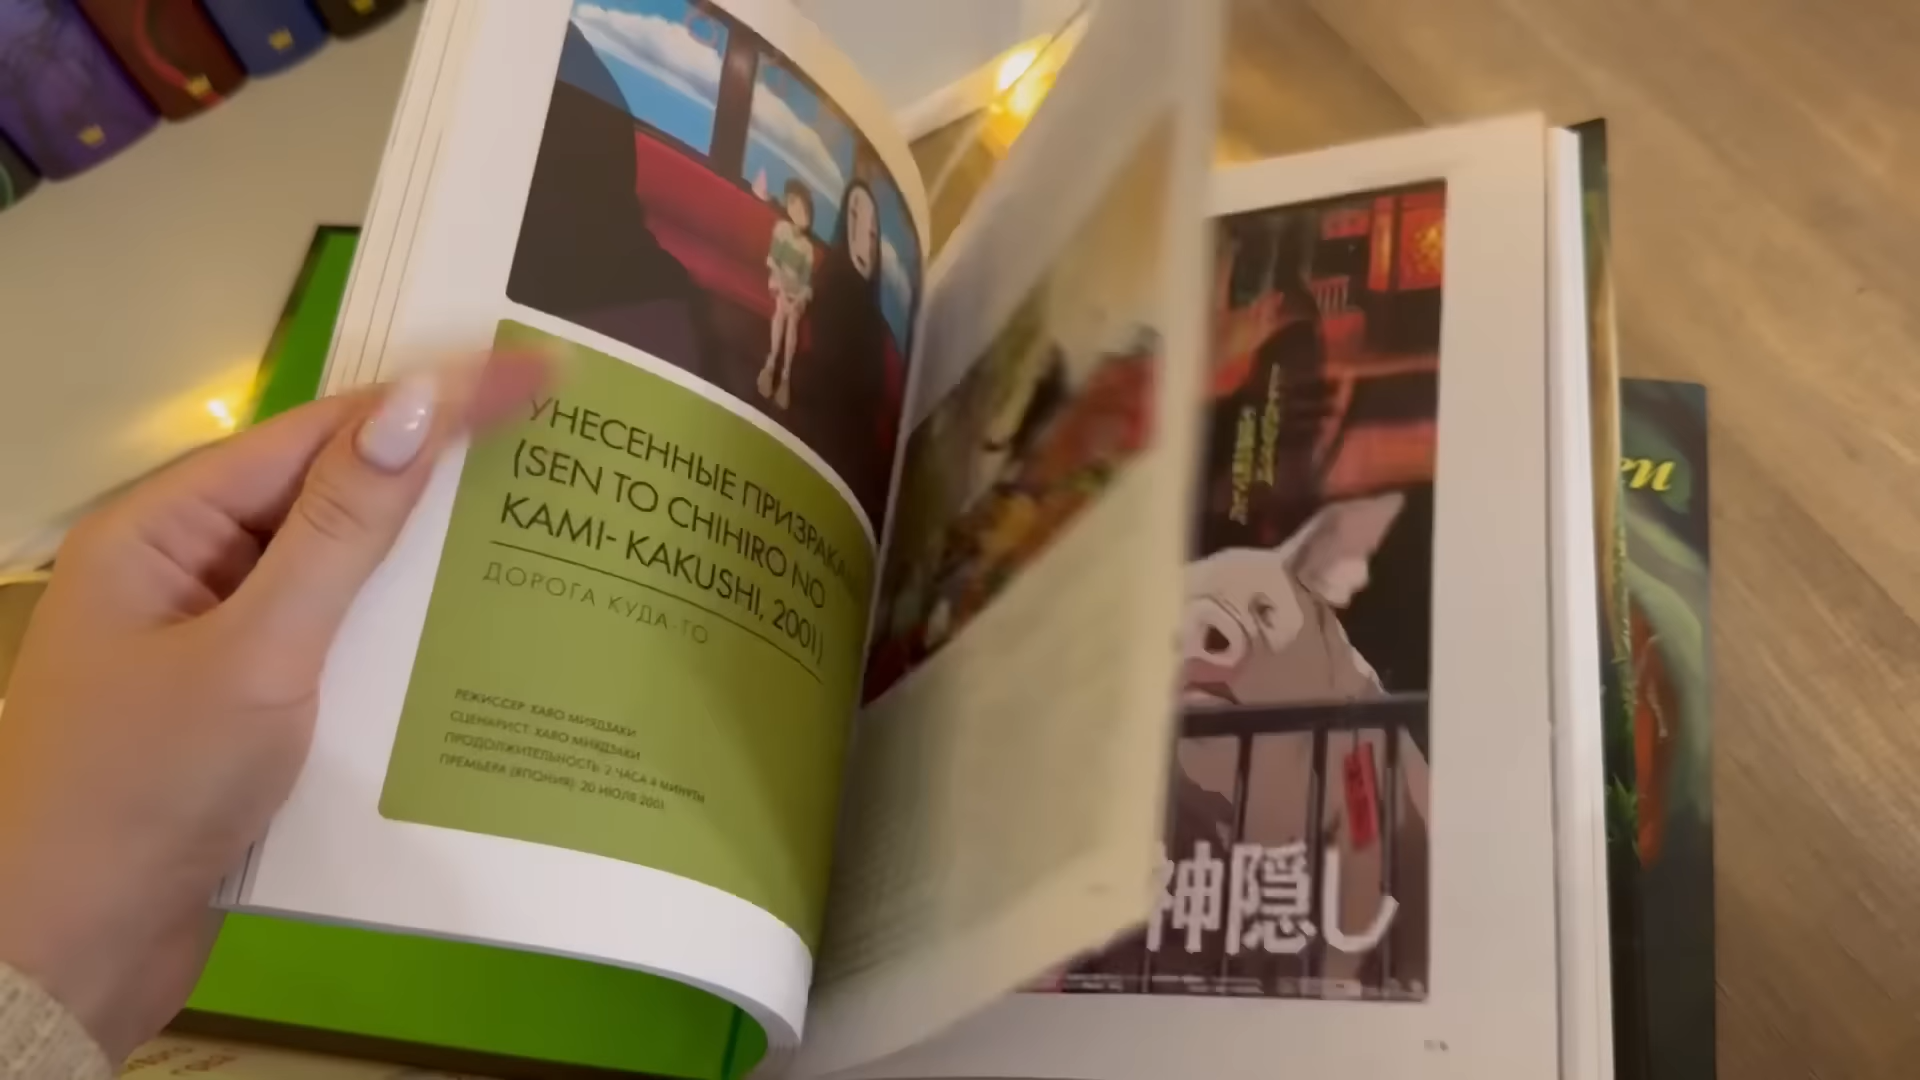 УНЕСЕННЫЕ ПРИЗРАКА
(SEN TO CHIHIRO NO
KAMI- KAKUSHI, 2001)
ДОРОГА КУДА-ТО
РЕЖИССЕР: ХАЯО МИЯДЗАКИ
СЦЕНАРИСТ: ХАЯО МИЯДЗАКИ
ПРОДОЛЖИТЕЛЬНОСТЬ: 2 ЧАСА 4 МИНУТЫ
ПРЕМЬЕРА (ЯПОНИЯ): 20 ИЮЛЯ 2001
神隠し